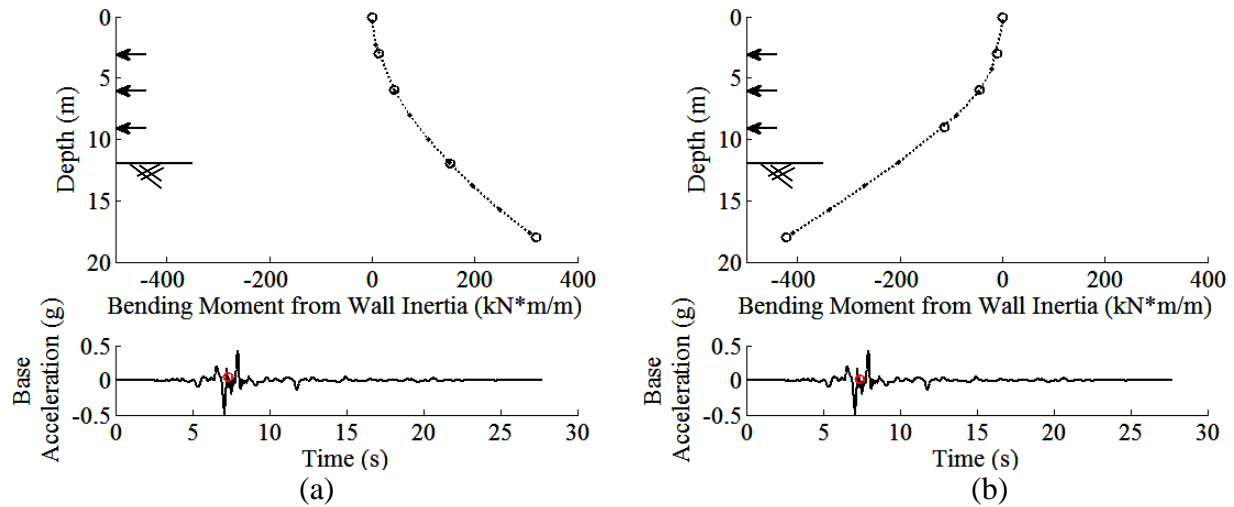 0
5
10
15
20
Depth (m)
-400 -200 0 200 400
Bending Moment from Wall Inertia (kN*m/m)
0.5
0
-0.5
Base
Acceleration (g)
0 5 10 15 20 25 30
Time (s)
(a)
0
5
10
15
20
Depth (m)
-400 -200 0 200 400
Bending Moment from Wall Inertia (kN*m/m)
0.5
0
-0.5
Base
Acceleration (g)
0 5 10 15 20 25 30
Time (s)
(b)